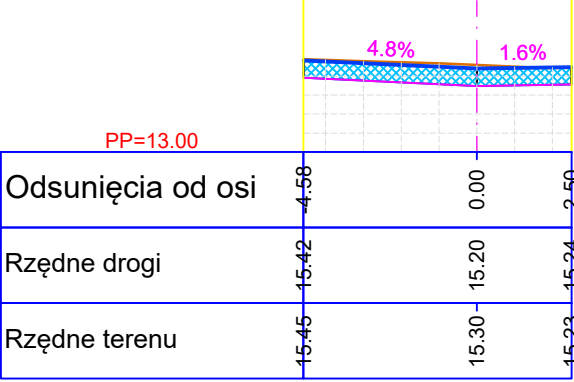 4.8% 1.6%
PP=13.00
Odsunięcia od osi -4.58 0.00 2.50
Rzędne drogi 15.42 15.20 15.24
Rzędne terenu 15.45 15.30 15.23